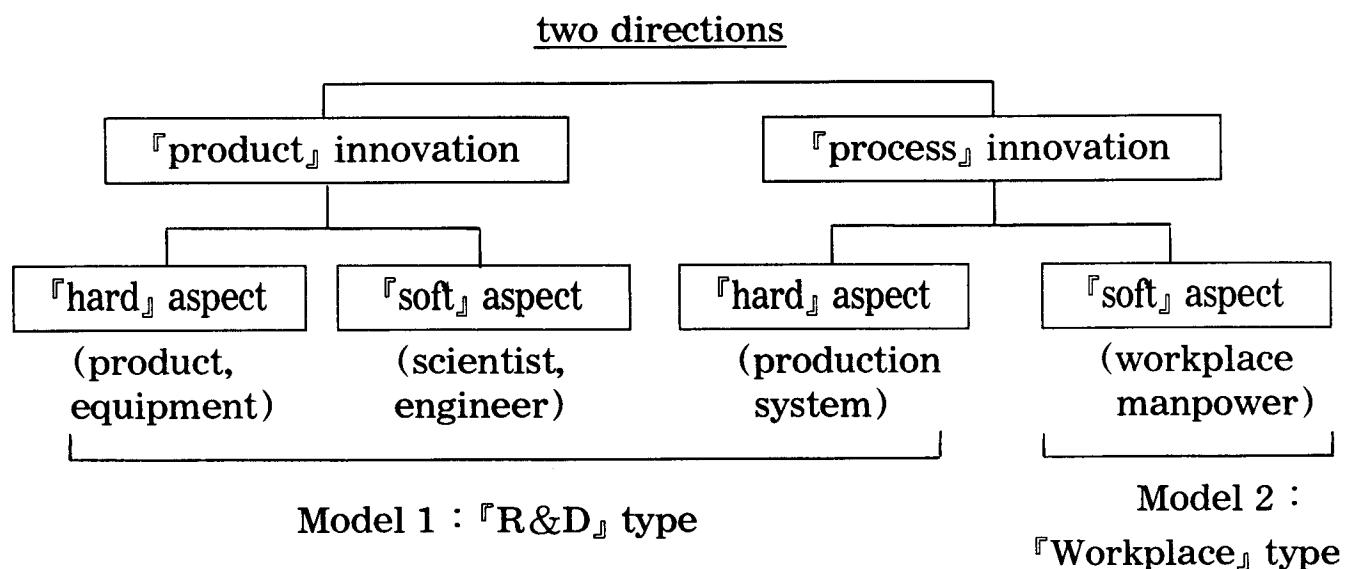 two directions
『product』 innovation
『process』 innovation
『hard』 aspect
『soft』 aspect
『hard』 aspect
『soft』 aspect
(product,
equipment)
(scientist,
engineer)
(production
system)
(workplace
manpower)
Model 1 : 『R&D』 type
Model 2 :
『Workplace』 type